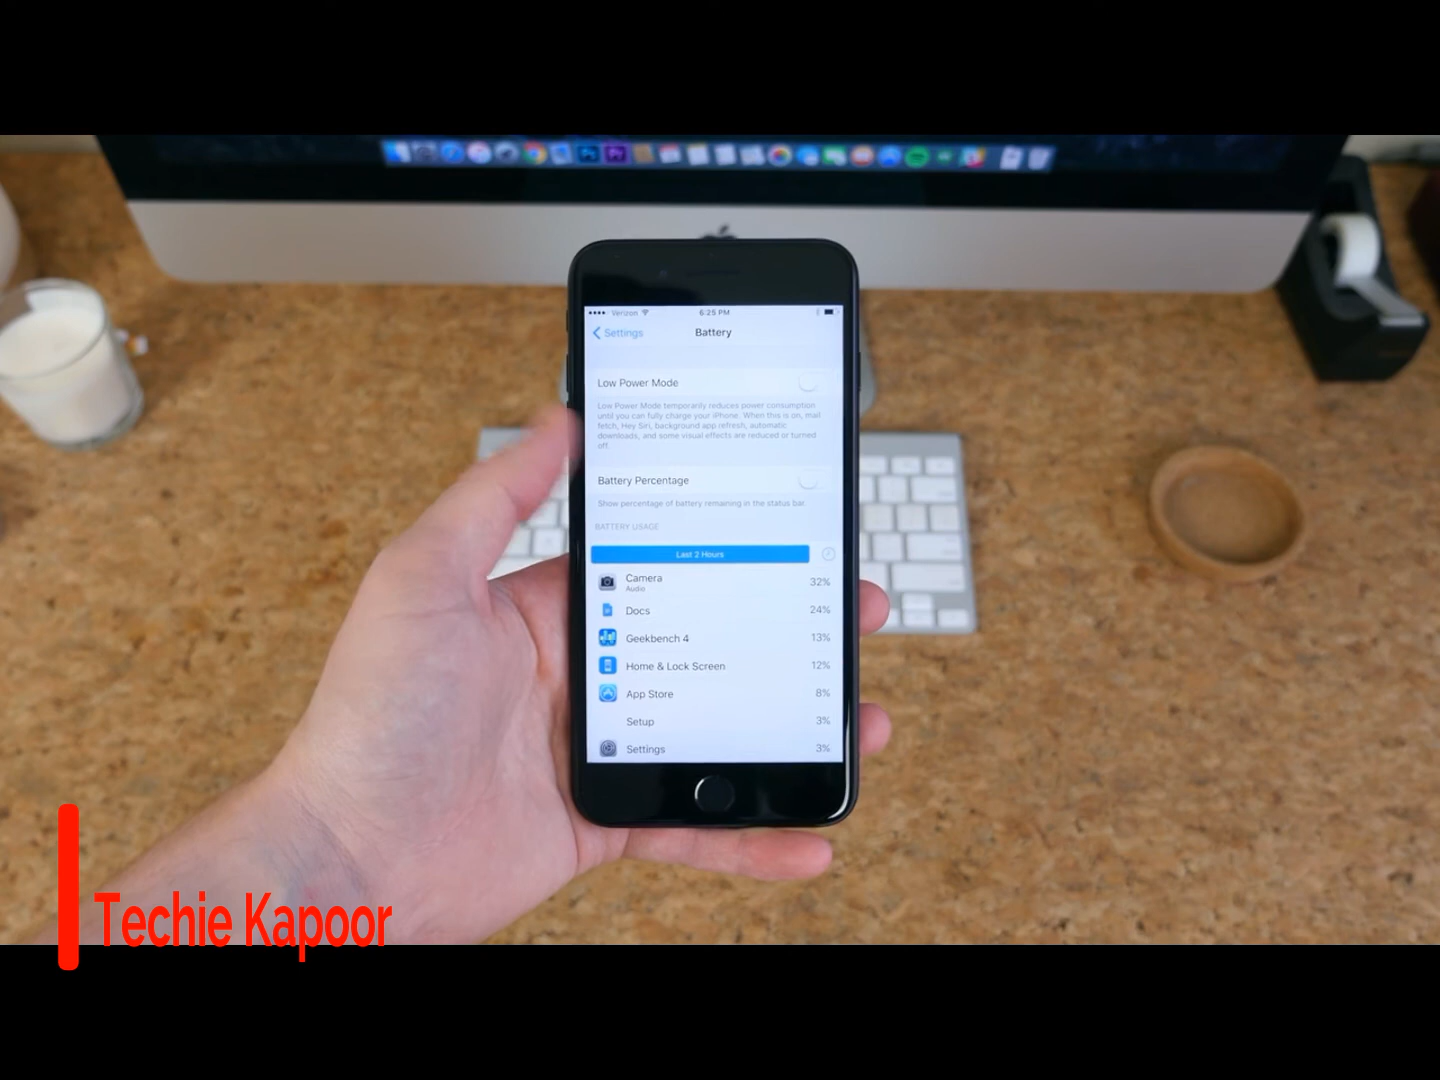 Verizon 6:25 PM
Settings Battery
Low Power Mode
Low Power Mode temporarily reduces power consumption
until you can fully charge your iPhone. When this is on, mail
fetch, Hey Siri, background app refresh, automatic
downloads, and some visual effects are reduced or turned
off.
Battery Percentage
Show percentage of battery remaining in the status bar.
BATTERY USAGE
Last 2 Hours
Camera 32%
Audio
Docs 24%
Geekbench 4 13%
Home & Lock Screen 12%
App Store 8%
Setup 3%
Settings 3%
Techie Kapoor